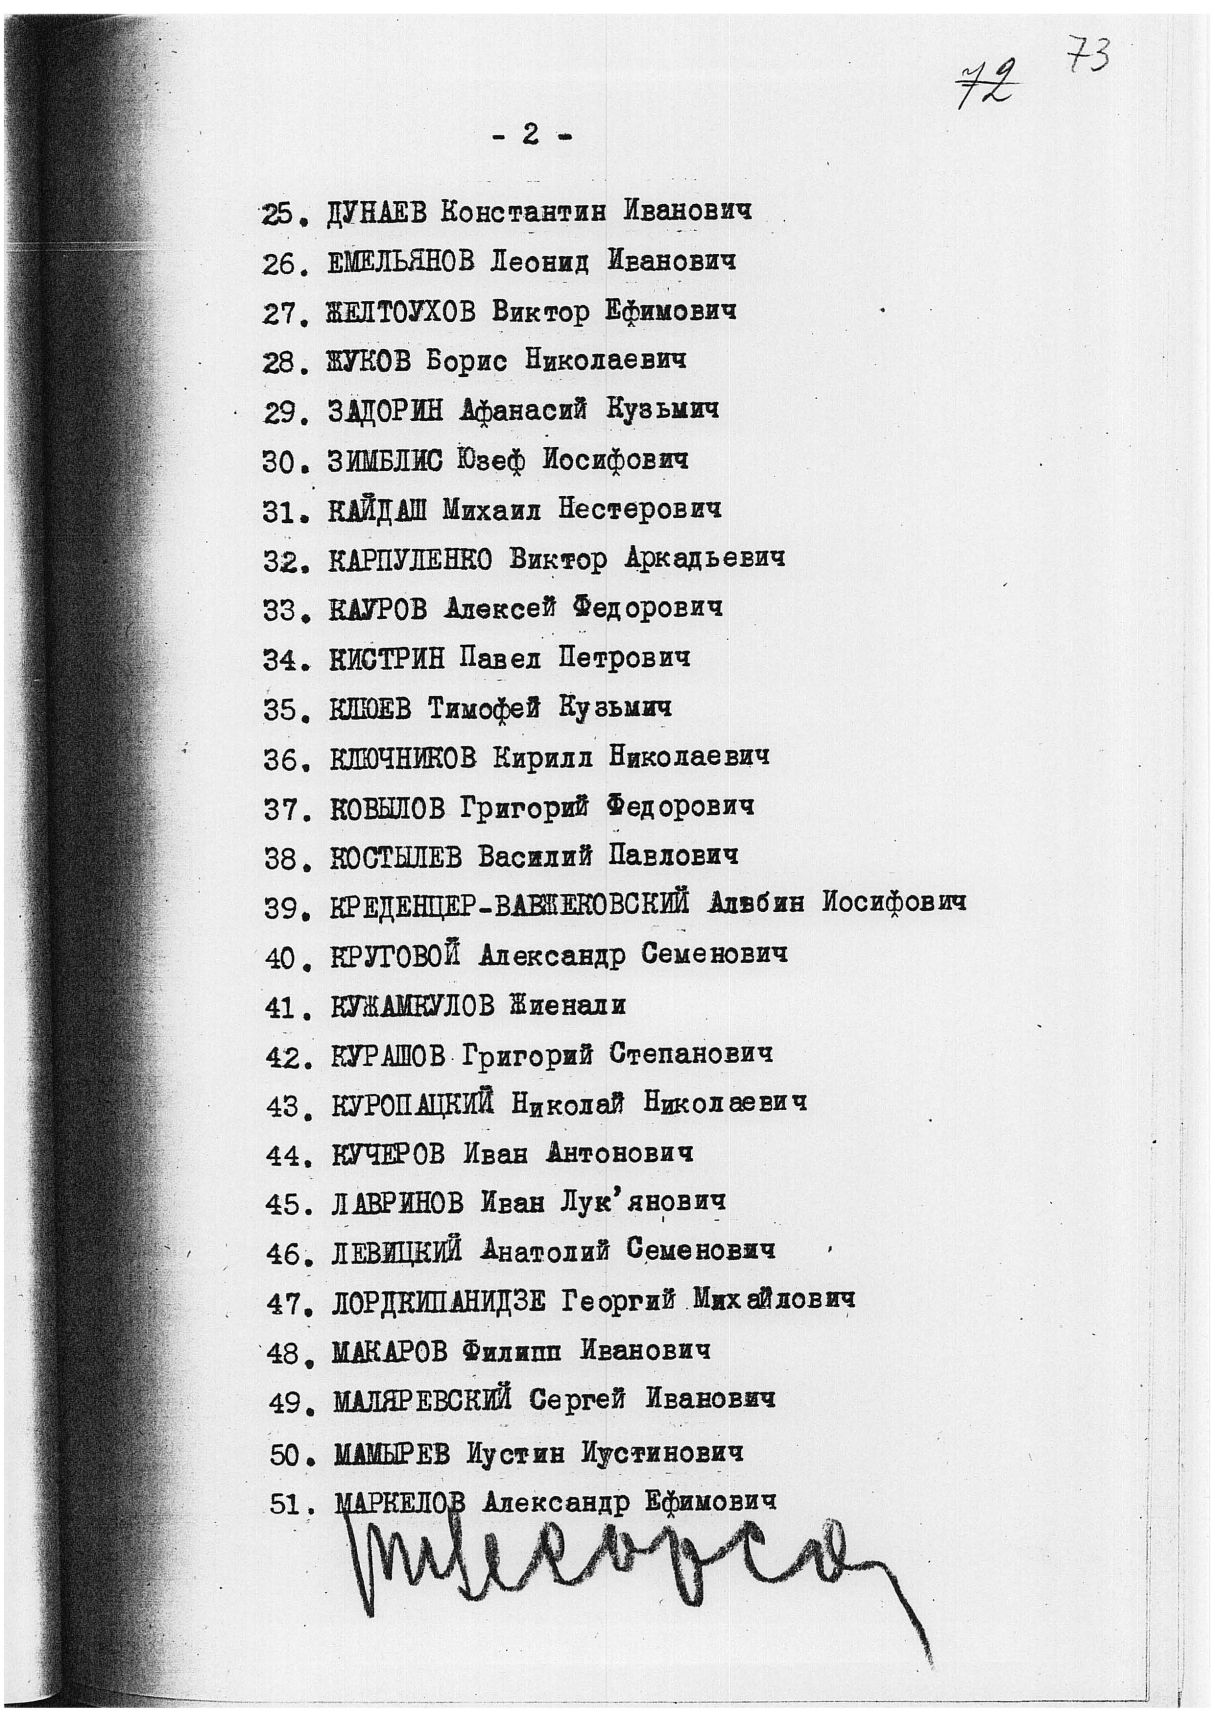 73
72
- 2 -
25. ДУНАЕВ Константин Иванович
26. ЕМЕЛЬЯНОВ Леонид Иванович
27. ЖЕЛТОУХОВ Виктор Ефимович
28. ЖУКОВ Борис Николаевич
29. ЗАДОРИН Афанасий Кузьмич
30. ЗИМБЛИС Юзеф Иосифович
31. КАЙДАШ Михаил Нестерович
32. КАРПУЛЕНКО Виктор Аркадьевич
33. КАУРОВ Алексей Федорович
34. КИСТРИН Павел Петрович
35. КЛЮЕВ Тимофей Кузьмич
36. КЛЮЧНИКОВ Кирилл Николаевич
37. КОВЫЛОВ Григорий Федорович
38. КОСТЫЛЕВ Василий Павлович
39. КРЕДЕНЦЕР-ВАВЖЕКОВСКИЙ Альбин Иосифович
40. КРУГОВОЙ Александр Семенович
41. КУЖАМКУЛОВ Жиенали
42. КУРАШОВ Григорий Степанович
43. КУРОПАЦКИЙ Николай Николаевич
44. КУЧЕРОВ Иван Антонович
45. ЛАВРИНОВ Иван Лук'янович
46. ЛЕВИЦКИЙ Анатолий Семенович
47. ЛОРДКИПАНИДЗЕ Георгий Михайлович
48. МАКАРОВ Филипп Иванович
49. МАЛЯРЕВСКИЙ Сергей Иванович
50. МАМЫРЕВ Иустин Иустинович
51. МАРКЕЛОВ Александр Ефимович